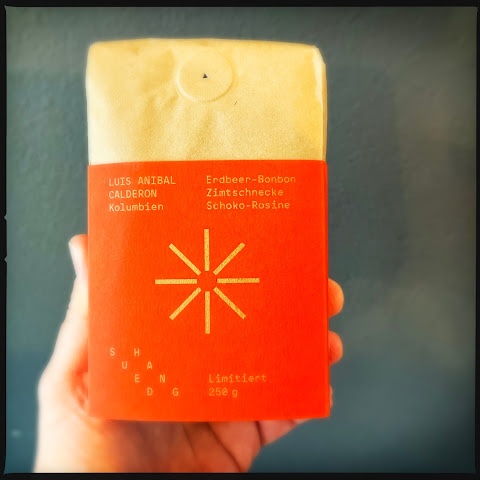 LUIS ANIBAL
CALDERON
Kolumbien
Erdbeer-Bonbon
Zimtschnecke
Schoko-Rosine
S H
U A
E N
D G
Limitiert
250 g